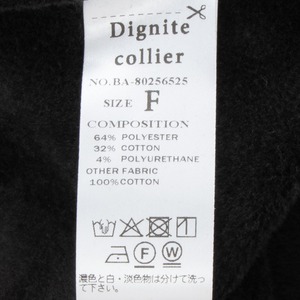 Dignite
collier
NO.BA-80256525
SIZE F
COMPOSITION
64% POLYESTER
32% COTTON
4% POLYURETHANE
OTHER FABRIC
100%COTTON
F W
濃色と白・淡色物は分けて洗っ
て下さい。